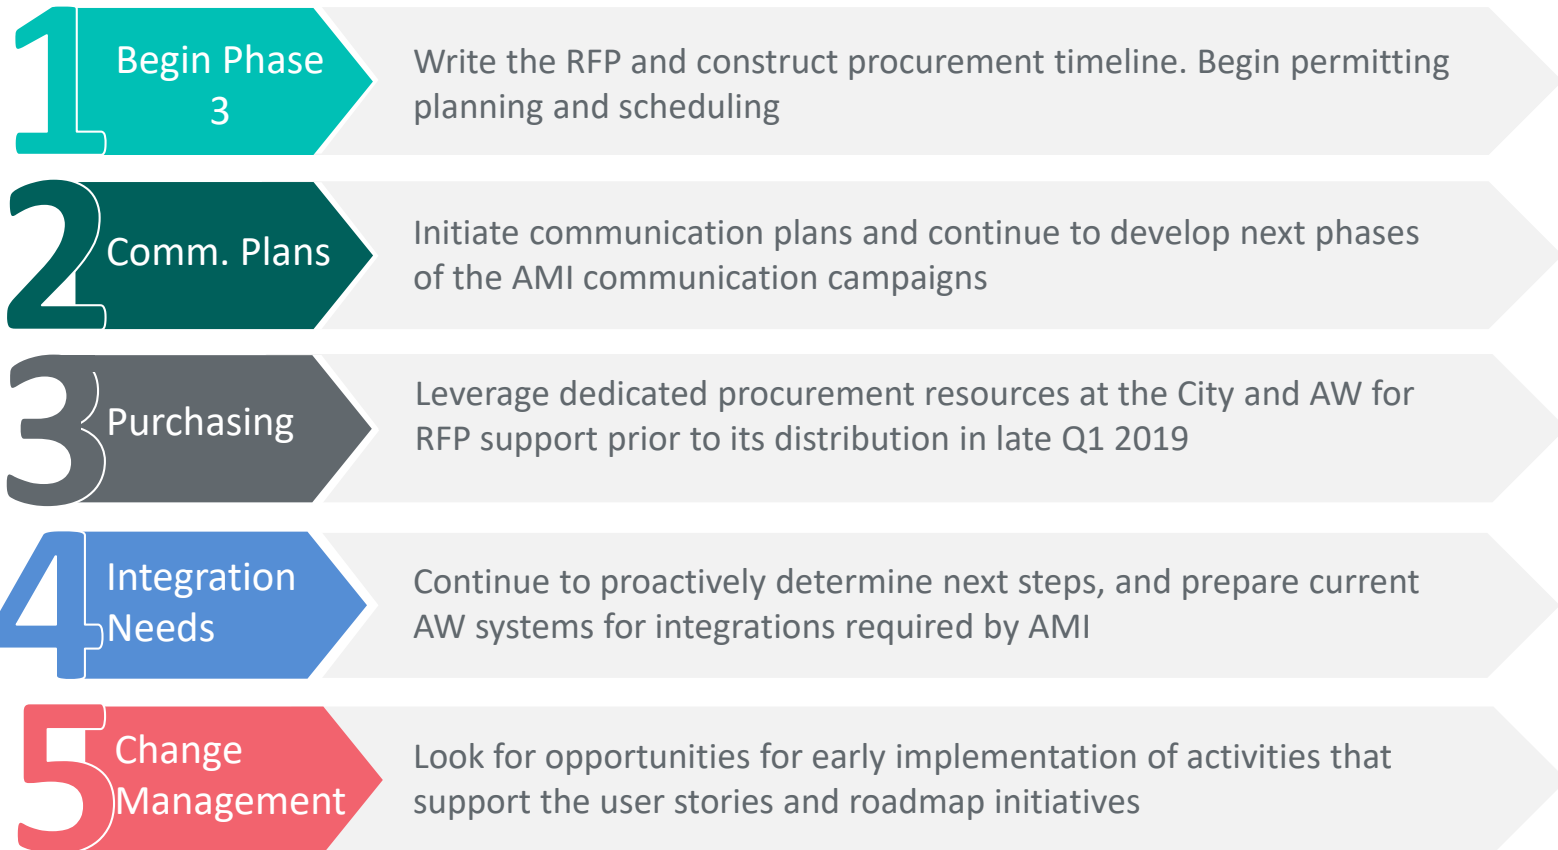 1
Begin Phase
3
Write the RFP and construct procurement timeline. Begin permitting
planning and scheduling
2
Comm. Plans
Initiate communication plans and continue to develop next phases
of the AMI communication campaigns
3
Purchasing
Leverage dedicated procurement resources at the City and AW for
RFP support prior to its distribution in late Q1 2019
4
Integration
Needs
Continue to proactively determine next steps, and prepare current
AW systems for integrations required by AMI
5
Change
Management
Look for opportunities for early implementation of activities that
support the user stories and roadmap initiatives